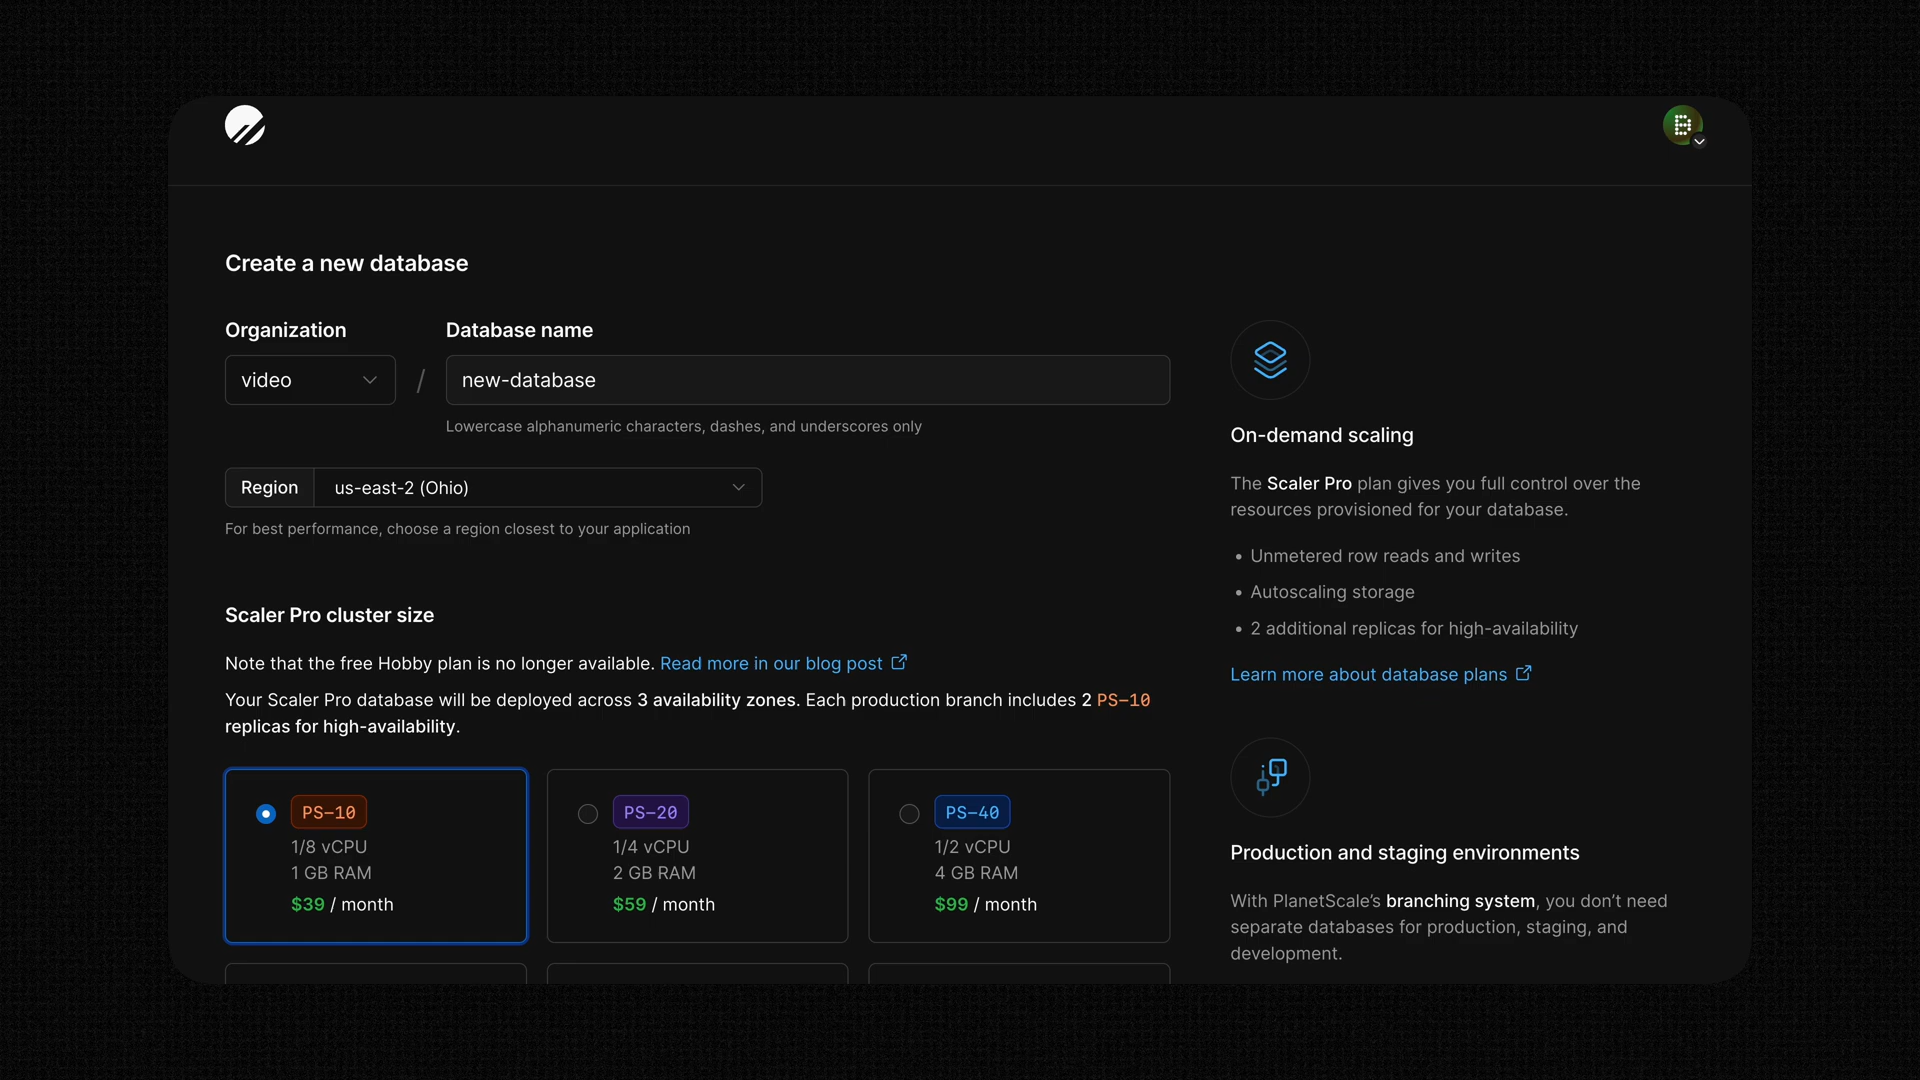 Create a new database
Organization
Database name
video
/
new-database
Lowercase alphanumeric characters, dashes, and underscores only
Region
us-east-2 (Ohio)
For best performance, choose a region closest to your application
Scaler Pro cluster size
Note that the free Hobby plan is no longer available. Read more in our blog post
Your Scaler Pro database will be deployed across 3 availability zones. Each production branch includes 2 PS-10
replicas for high-availability.
PS-10
1/8 vCPU
1 GB RAM
$39 / month
PS-20
1/4 vCPU
2 GB RAM
$59 / month
PS-40
1/2 vCPU
4 GB RAM
$99 / month
On-demand scaling
The Scaler Pro plan gives you full control over the
resources provisioned for your database.
• Unmetered row reads and writes
• Autoscaling storage
• 2 additional replicas for high-availability
Learn more about database plans
Production and staging environments
With PlanetScale’s branching system, you don’t need
separate databases for production, staging, and
development.
B